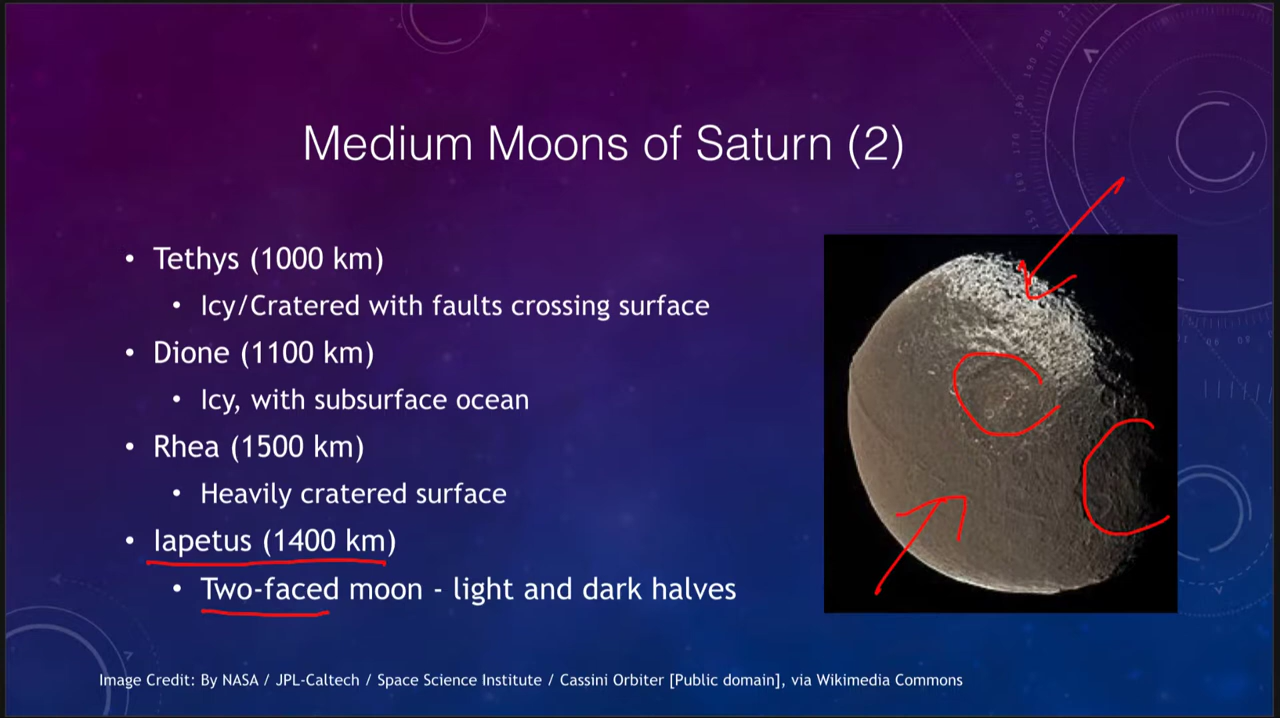 Medium Moons of Saturn (2)
• Tethys (1000 km)
• Icy/Cratered with faults crossing surface
• Dione (1100 km)
• Icy, with subsurface ocean
• Rhea (1500 km)
• Heavily cratered surface
• Iapetus (1400 km)
• Two-faced moon - light and dark halves
Image Credit: By NASA / JPL-Caltech / Space Science Institute / Cassini Orbiter [Public domain], via Wikimedia Commons